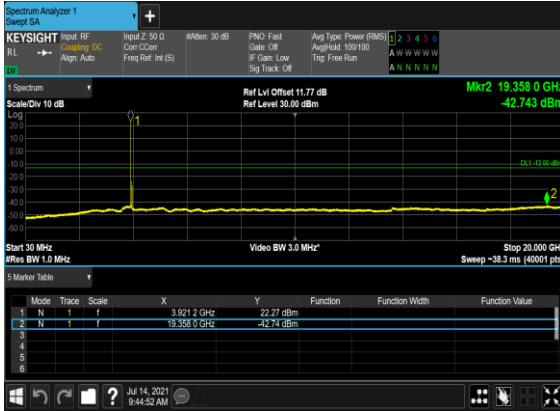 Spectrum Analyzer 1
Swept SA
+
KEYSIGHT Input: RF Input Z: 50 Ω #Atten: 30 dB PNO: Fast Avg Type: Power (RMS) 1 2 3 4 5 6
RL Coupling: DC Corr CCorr Gate: Off Avg|Hold: 100/100 A W W W W W
Align: Auto Freq Ref: Int (S) IF Gain: Low Trig: Free Run
Sig Track: Off A N N N N N
1 Spectrum Ref Lvl Offset 11.77 dB Mkr2 19.358 0 GHz
Scale/Div 10 dB Ref Level 30.00 dBm -42.743 dBm
Log
20.0
10.0
0.00
-10.0
-20.0
-30.0
-40.0
-50.0
-60.0
1
DL1 -13.00 dBm
2
Start 30 MHz Video BW 3.0 MHz* Stop 20.000 GHz
#Res BW 1.0 MHz Sweep ~38.3 ms (40001 pts)
5 Marker Table
Mode Trace Scale X Y Function Function Width Function Value
1 N 1 f 3.921 2 GHz 22.27 dBm
2 N 1 f 19.358 0 GHz -42.74 dBm
3
4
5
6
? Jul 14, 2021
9:44:52 AM